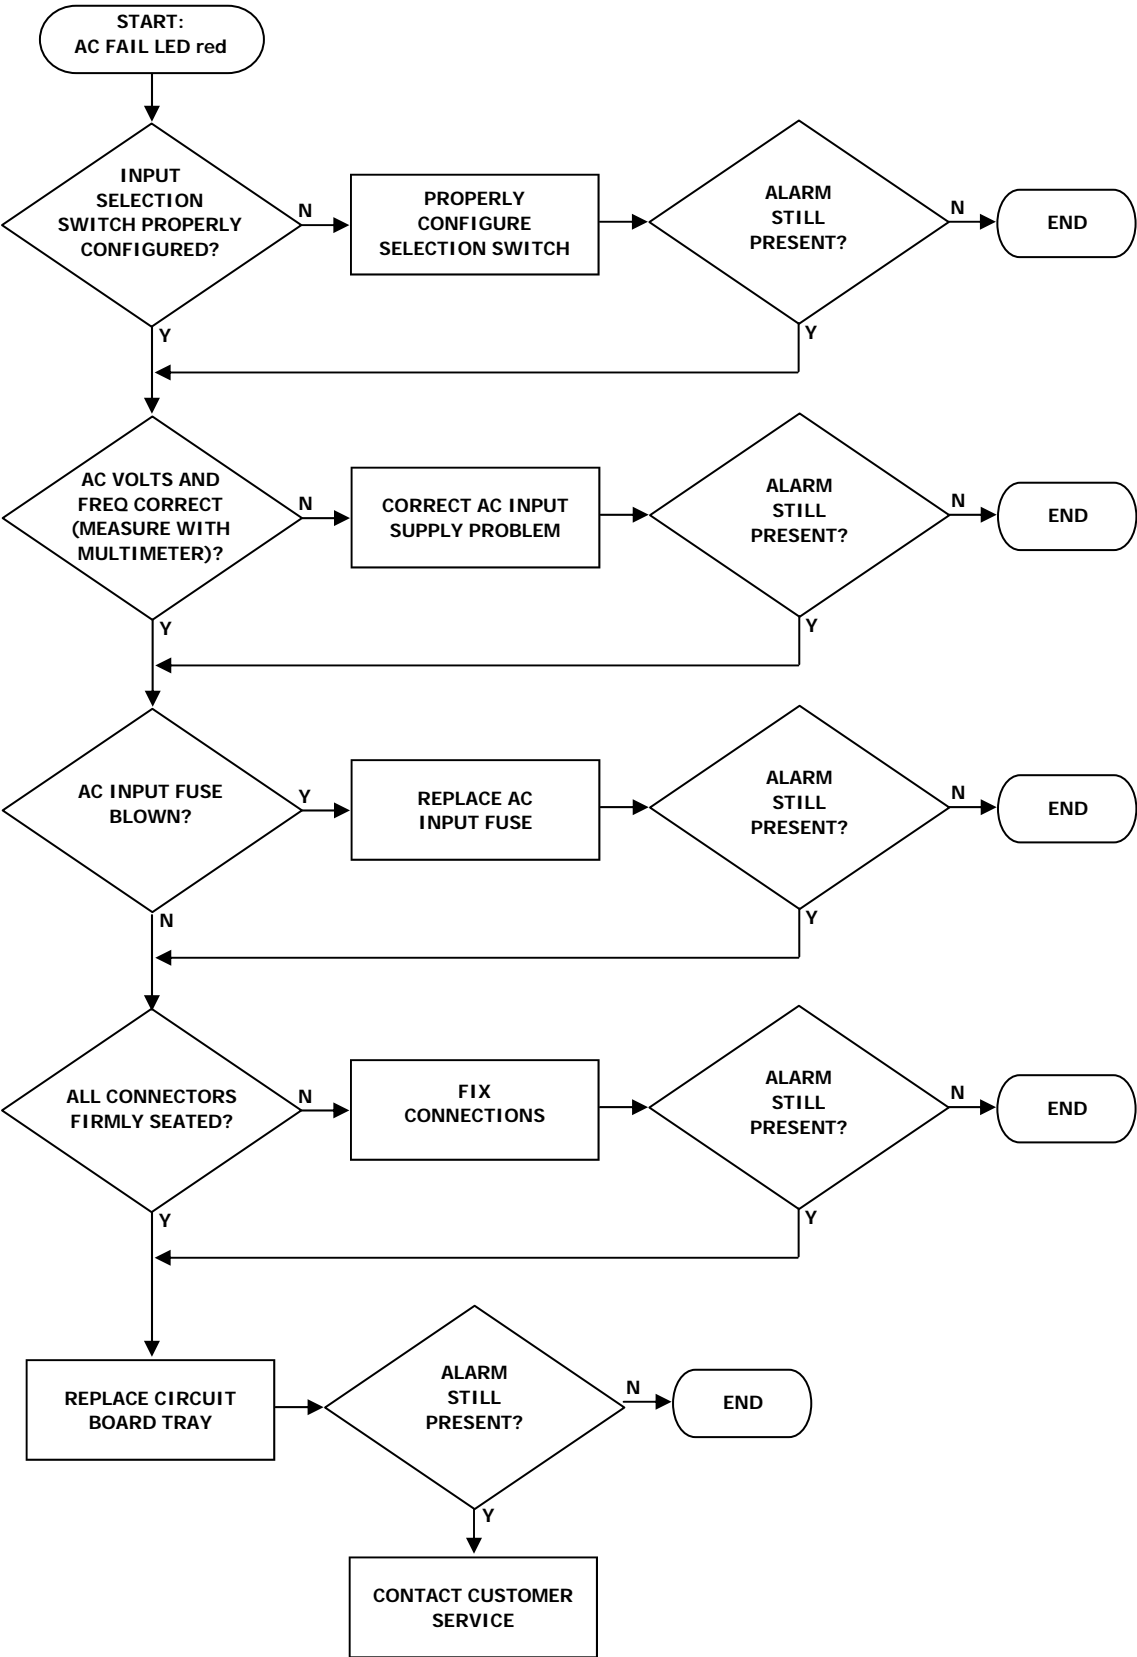 START:
AC FAIL LED red
INPUT
SELECTION
SWITCH PROPERLY
CONFIGURED?
N
PROPERLY
CONFIGURE
SELECTION SWITCH
ALARM
STILL
PRESENT?
N
END
Y
Y
AC VOLTS AND
FREQ CORRECT
(MEASURE WITH
MULTIMETER)?
N
CORRECT AC INPUT
SUPPLY PROBLEM
ALARM
STILL
PRESENT?
N
END
Y
Y
AC INPUT FUSE
BLOWN?
Y
REPLACE AC
INPUT FUSE
ALARM
STILL
PRESENT?
N
END
N
Y
ALL CONNECTORS
FIRMLY SEATED?
N
FIX
CONNECTIONS
ALARM
STILL
PRESENT?
N
END
Y
Y
REPLACE CIRCUIT
BOARD TRAY
ALARM
STILL
PRESENT?
N
END
Y
CONTACT CUSTOMER
SERVICE